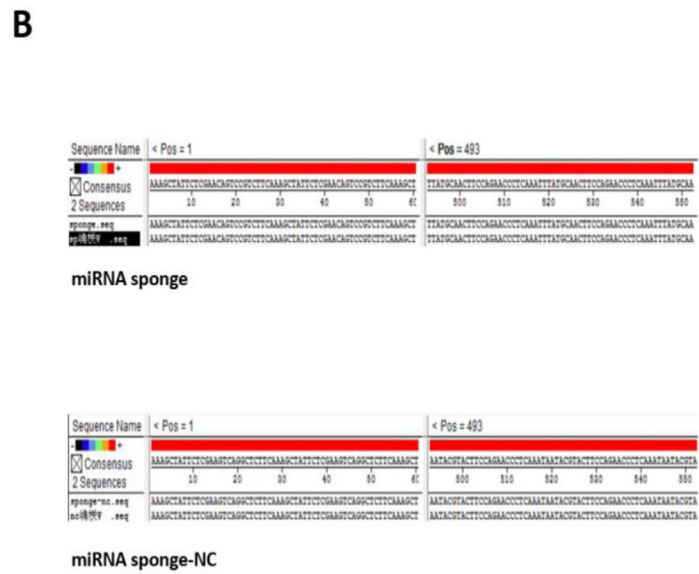 B
Sequence Name < Pos = 1 < Pos = 493
- +
Consensus AAAGCTATTCTCGAACAGTCCGTCTTCAAAGCTATTCTCGAACAGTCCGTCTTCAAAGCT TTATGCAACTTCCAGAACCCTCAAATTTATGCAACTTCCAGAACCCTCAAATTTATGCAA
2 Sequences 10 20 30 40 50 500 510 520 530 540 550
sponge.seq AAAGCTATTCTCGAACAGTCCGTCTTCAAAGCTATTCTCGAACAGTCCGTCTTCAAAGCT TTATGCAACTTCCAGAACCCTCAAATTTATGCAACTTCCAGAACCCTCAAATTTATGCAA
.seq AAAGCTATTCTCGAACAGTCCGTCTTCAAAGCTATTCTCGAACAGTCCGTCTTCAAAGCT TTATGCAACTTCCAGAACCCTCAAATTTATGCAACTTCCAGAACCCTCAAATTTATGCAA
miRNA sponge
Sequence Name < Pos = 1 < Pos = 493
- +
Consensus AAAGCTATTCTCGAAGTCAGGCTCTTCAAAGCTATTCTCGAAGTCAGGCTCTTCAAAGCT AATACGTACTTCCAGAACCCTCAAATAATACGTACTTCCAGAACCCTCAAATAATACGTA
2 Sequences 10 20 30 40 50 500 510 520 530 540 550
sponge-nc.seq AAAGCTATTCTCGAAGTCAGGCTCTTCAAAGCTATTCTCGAAGTCAGGCTCTTCAAAGCT AATACGTACTTCCAGAACCCTCAAATAATACGTACTTCCAGAACCCTCAAATAATACGTA
.seq AAAGCTATTCTCGAAGTCAGGCTCTTCAAAGCTATTCTCGAAGTCAGGCTCTTCAAAGCT AATACGTACTTCCAGAACCCTCAAATAATACGTACTTCCAGAACCCTCAAATAATACGTA
miRNA sponge-NC